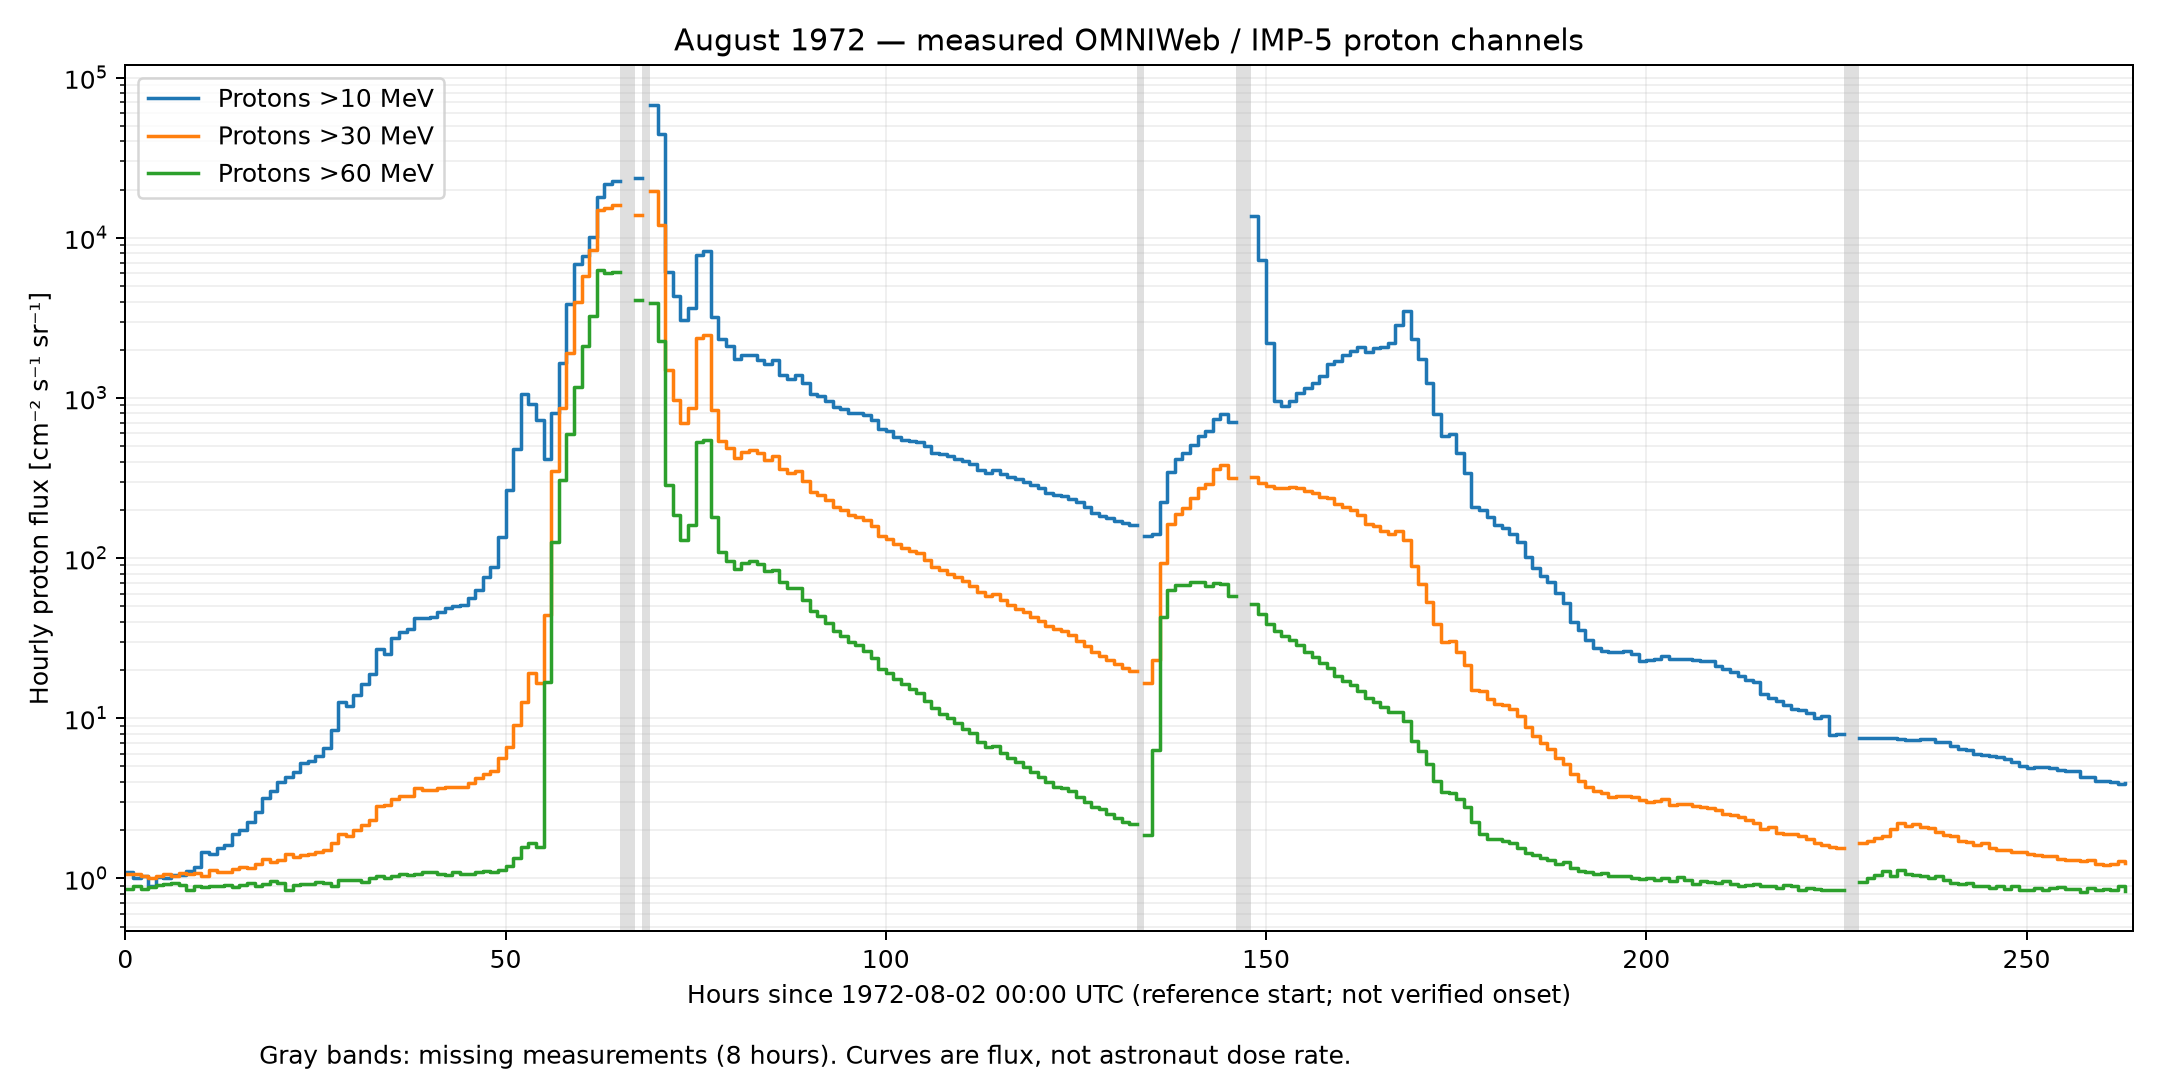 August 1972 — measured OMNIWeb / IMP-5 proton channels
Protons >10 MeV
Protons >30 MeV
Protons >60 MeV
Hourly proton flux [cm⁻² s⁻¹ sr⁻¹]
10⁵
10⁴
10³
10²
10¹
10⁰
0 50 100 150 200 250
Hours since 1972-08-02 00:00 UTC (reference start; not verified onset)
Gray bands: missing measurements (8 hours). Curves are flux, not astronaut dose rate.